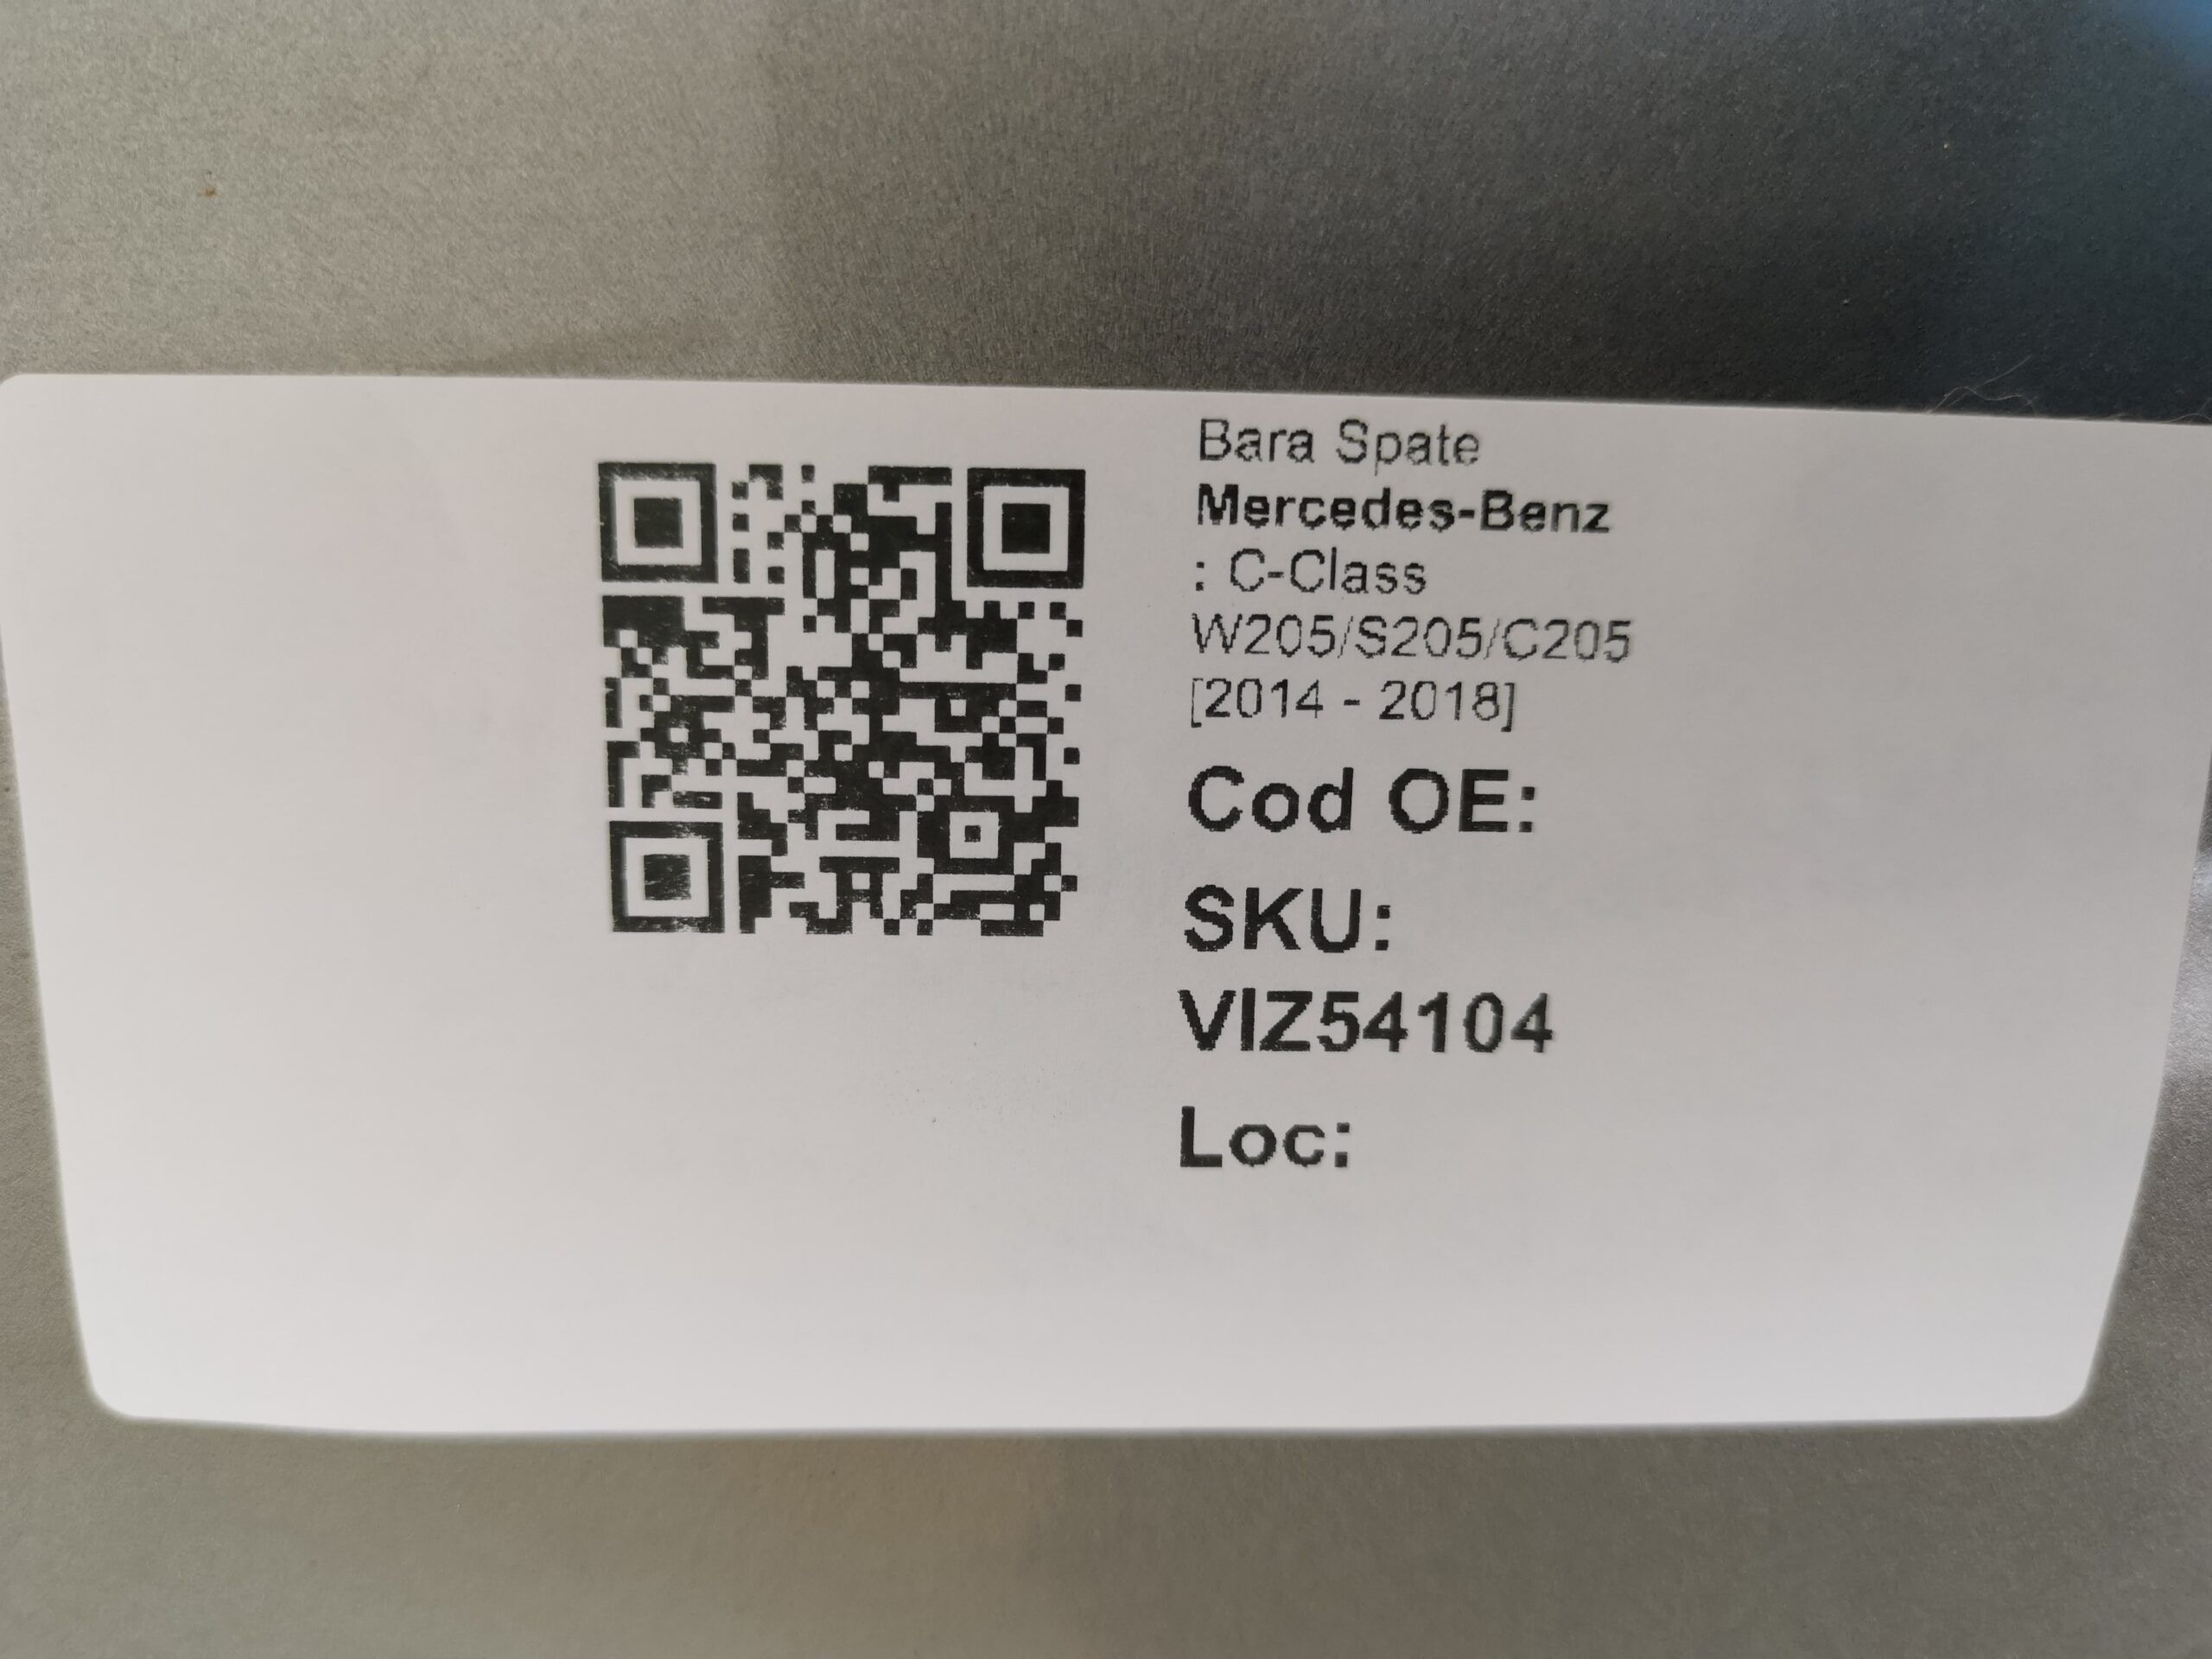 Bara Spate
Mercedes-Benz
: C-Class
W205/S205/C205
[2014 - 2018]
Cod OE:
SKU:
VIZ54104
Loc: